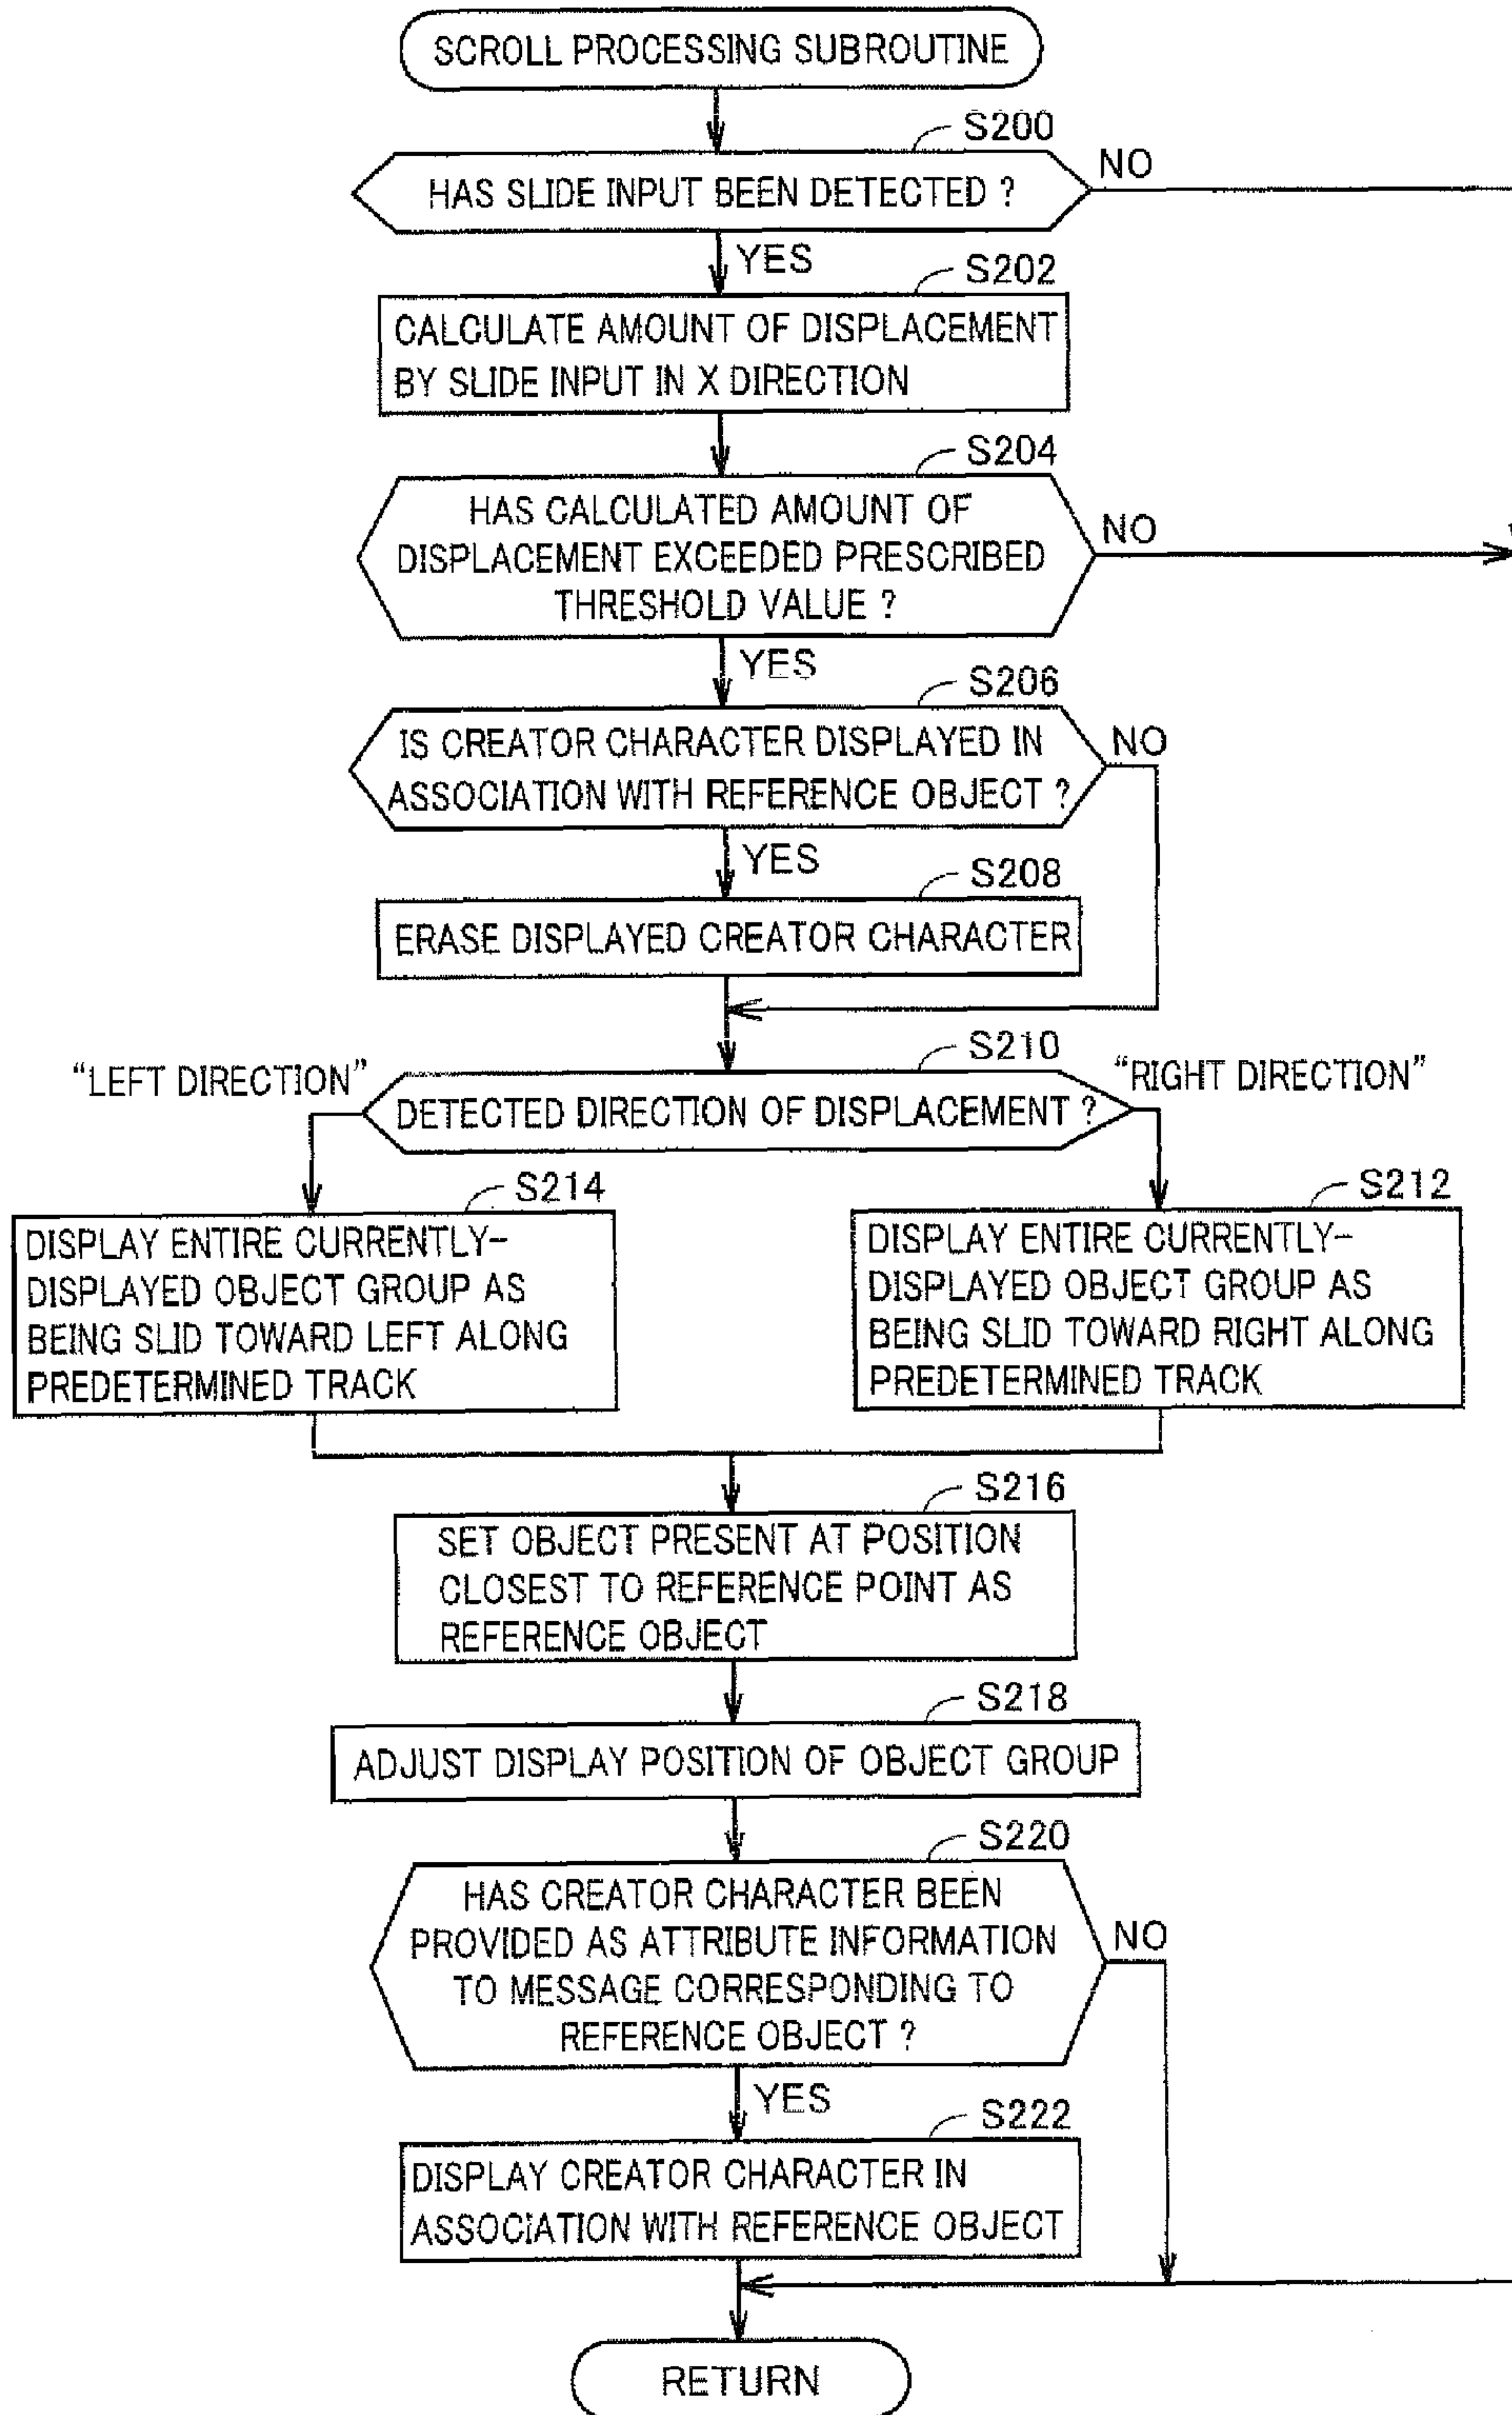 SCROLL PROCESSING SUBROUTINE
S200
HAS SLIDE INPUT BEEN DETECTED ?
NO
YES
S202
CALCULATE AMOUNT OF DISPLACEMENT
BY SLIDE INPUT IN X DIRECTION
S204
HAS CALCULATED AMOUNT OF
DISPLACEMENT EXCEEDED PRESCRIBED
THRESHOLD VALUE ?
NO
YES
S206
IS CREATOR CHARACTER DISPLAYED IN
ASSOCIATION WITH REFERENCE OBJECT ?
NO
YES
S208
ERASE DISPLAYED CREATOR CHARACTER
S210
"LEFT DIRECTION"
"RIGHT DIRECTION"
DETECTED DIRECTION OF DISPLACEMENT ?
S214
DISPLAY ENTIRE CURRENTLY-
DISPLAYED OBJECT GROUP AS
BEING SLID TOWARD LEFT ALONG
PREDETERMINED TRACK
S212
DISPLAY ENTIRE CURRENTLY-
DISPLAYED OBJECT GROUP AS
BEING SLID TOWARD RIGHT ALONG
PREDETERMINED TRACK
S216
SET OBJECT PRESENT AT POSITION
CLOSEST TO REFERENCE POINT AS
REFERENCE OBJECT
S218
ADJUST DISPLAY POSITION OF OBJECT GROUP
S220
HAS CREATOR CHARACTER BEEN
PROVIDED AS ATTRIBUTE INFORMATION
TO MESSAGE CORRESPONDING TO
REFERENCE OBJECT ?
NO
YES
S222
DISPLAY CREATOR CHARACTER IN
ASSOCIATION WITH REFERENCE OBJECT
RETURN